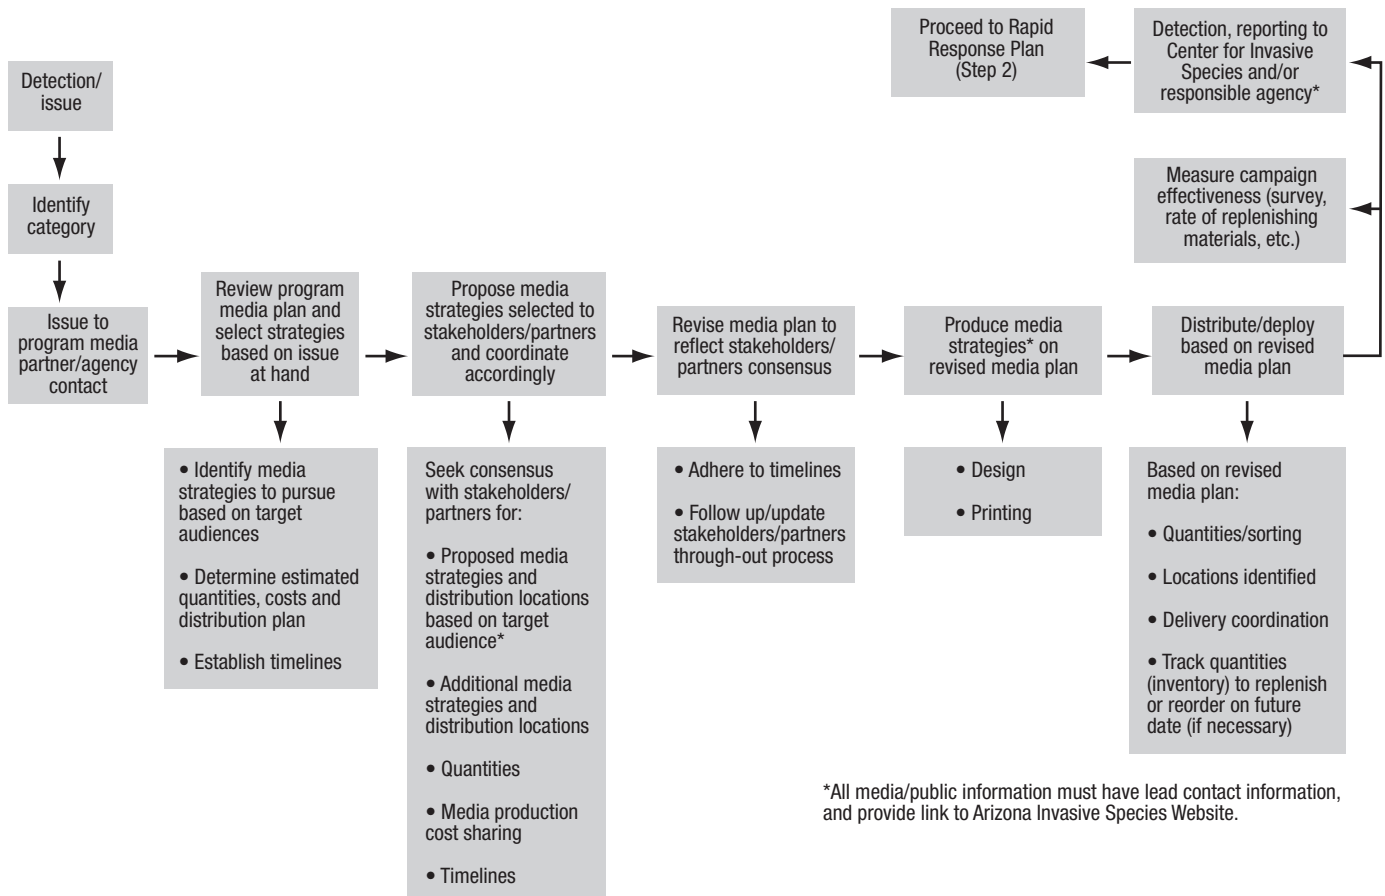 Detection/
issue
Identify
category
Issue to
program media
partner/agency
contact
Review program
media plan and
select strategies
based on issue
at hand
• Identify media
strategies to pursue
based on target
audiences
• Determine estimated
quantities, costs and
distribution plan
• Establish timelines
Propose media
strategies selected to
stakeholders/partners
and coordinate
accordingly
Seek consensus
with stakeholders/
partners for:
• Proposed media
strategies and
distribution locations
based on target
audience*
• Additional media
strategies and
distribution locations
• Quantities
• Media production
cost sharing
• Timelines
Revise media plan to
reflect stakeholders/
partners consensus
• Adhere to timelines
• Follow up/update
stakeholders/partners
through-out process
Produce media
strategies* on
revised media plan
• Design
• Printing
Distribute/deploy
based on revised
media plan
Based on revised
media plan:
• Quantities/sorting
• Locations identified
• Delivery coordination
• Track quantities
(inventory) to replenish
or reorder on future
date (if necessary)
Measure campaign
effectiveness (survey,
rate of replenishing
materials, etc.)
Detection, reporting to
Center for Invasive
Species and/or
responsible agency*
Proceed to Rapid
Response Plan
(Step 2)
*All media/public information must have lead contact information,
and provide link to Arizona Invasive Species Website.